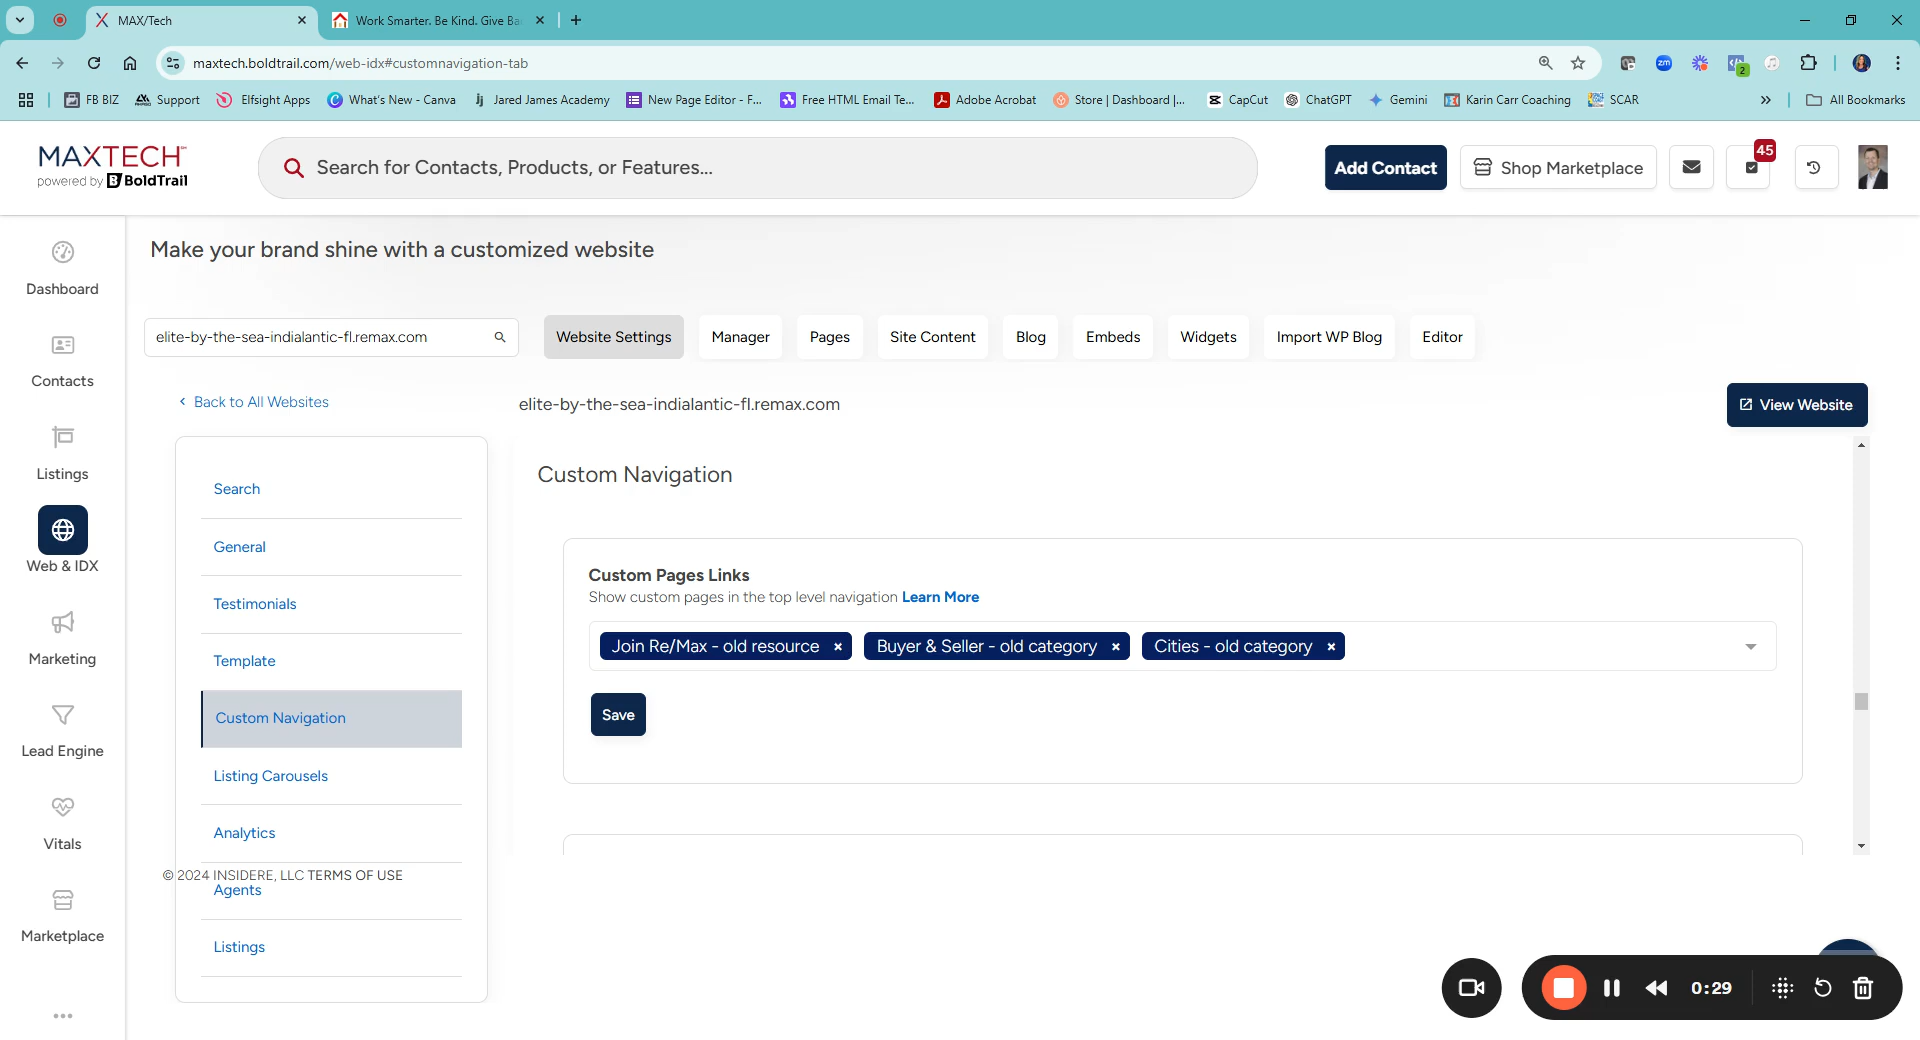 MAX/Tech
Work Smarter. Be Kind. Give Ba
maxtech.boldtrail.com/web-idx#customnavigation-tab
FB BIZ
Support
Elfsight Apps
What's New - Canva
Jared James Academy
New Page Editor - F...
Free HTML Email Te...
Adobe Acrobat
Store | Dashboard |...
CapCut
ChatGPT
Gemini
Karin Carr Coaching
SCAR
All Bookmarks
zm
2
MAXTECH
powered by BoldTrail
Search for Contacts, Products, or Features...
Add Contact
Shop Marketplace
45
Dashboard
Contacts
Listings
Web & IDX
Marketing
Lead Engine
Vitals
Marketplace
Make your brand shine with a customized website
elite-by-the-sea-indialantic-fl.remax.com
Website Settings
Manager
Pages
Site Content
Blog
Embeds
Widgets
Import WP Blog
Editor
Back to All Websites
elite-by-the-sea-indialantic-fl.remax.com
View Website
Search
General
Testimonials
Template
Custom Navigation
Listing Carousels
Analytics
Agents
Listings
© 2024 INSIDERE, LLC TERMS OF USE
Custom Navigation
Custom Pages Links
Show custom pages in the top level navigation Learn More
Join Re/Max - old resource ×
Buyer & Seller - old category ×
Cities - old category ×
Save
0:29